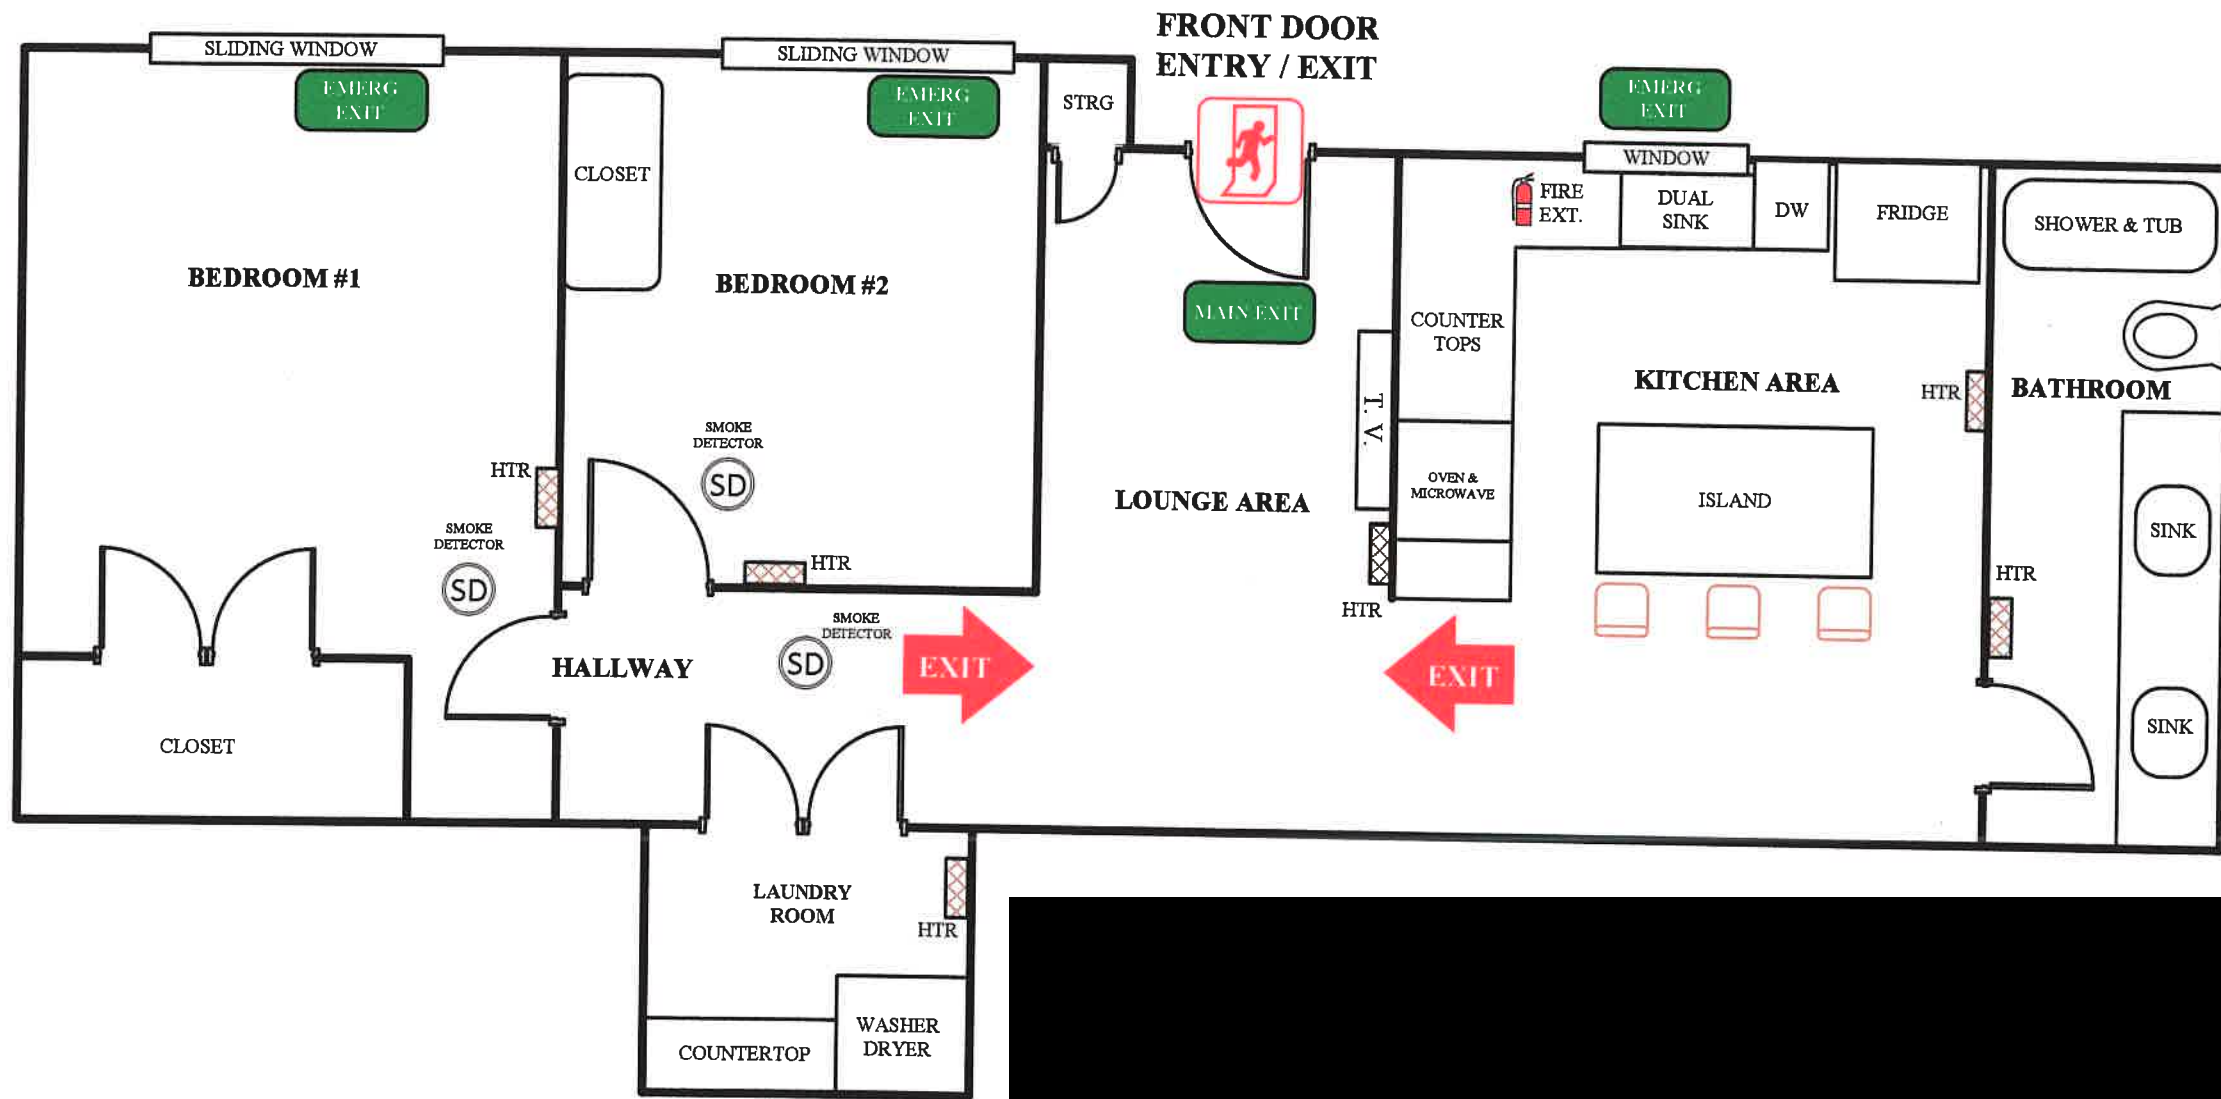 FRONT DOOR
ENTRY / EXIT
SLIDING WINDOW
EMERG
EXIT
SLIDING WINDOW
EMERG
EXIT
STRG
EMERG
EXIT
WINDOW
CLOSET
FIRE
EXT.
DUAL
SINK
DW
FRIDGE
SHOWER & TUB
BEDROOM #1
BEDROOM #2
MAIN EXIT
COUNTER
TOPS
KITCHEN AREA
HTR
BATHROOM
T. V.
SMOKE
DETECTOR
SD
HTR
LOUNGE AREA
OVEN &
MICROWAVE
ISLAND
SINK
SMOKE
DETECTOR
SD
HTR
HTR
HTR
SMOKE
DETECTOR
SD
HALLWAY
EXIT
EXIT
CLOSET
SINK
LAUNDRY
ROOM
HTR
WASHER
DRYER
COUNTERTOP